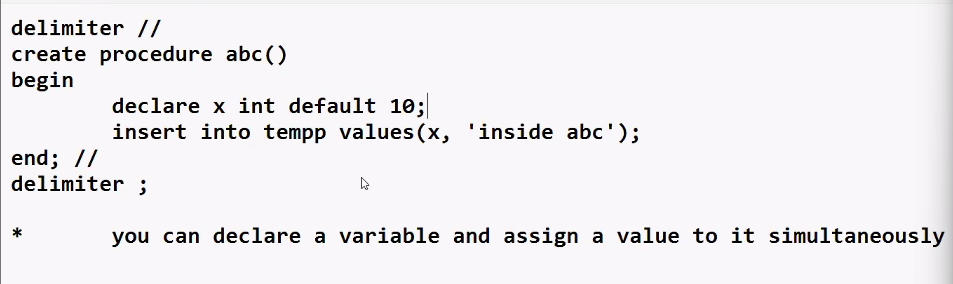 delimiter //
create procedure abc()
begin
declare x int default 10;
insert into tempp values(x, 'inside abc');
end; //
delimiter ;
* you can declare a variable and assign a value to it simultaneously